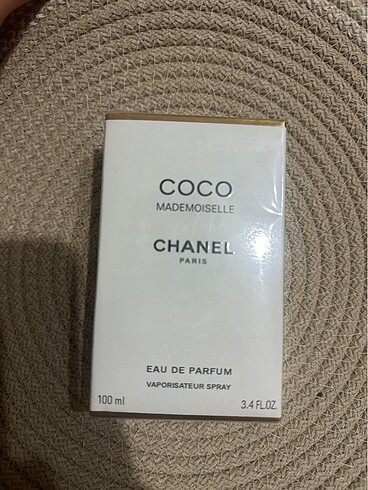 COCO
MADEMOISELLE
CHANEL
PARIS
EAU DE PARFUM
VAPORISATEUR SPRAY
100 ml
3.4 FL.OZ.